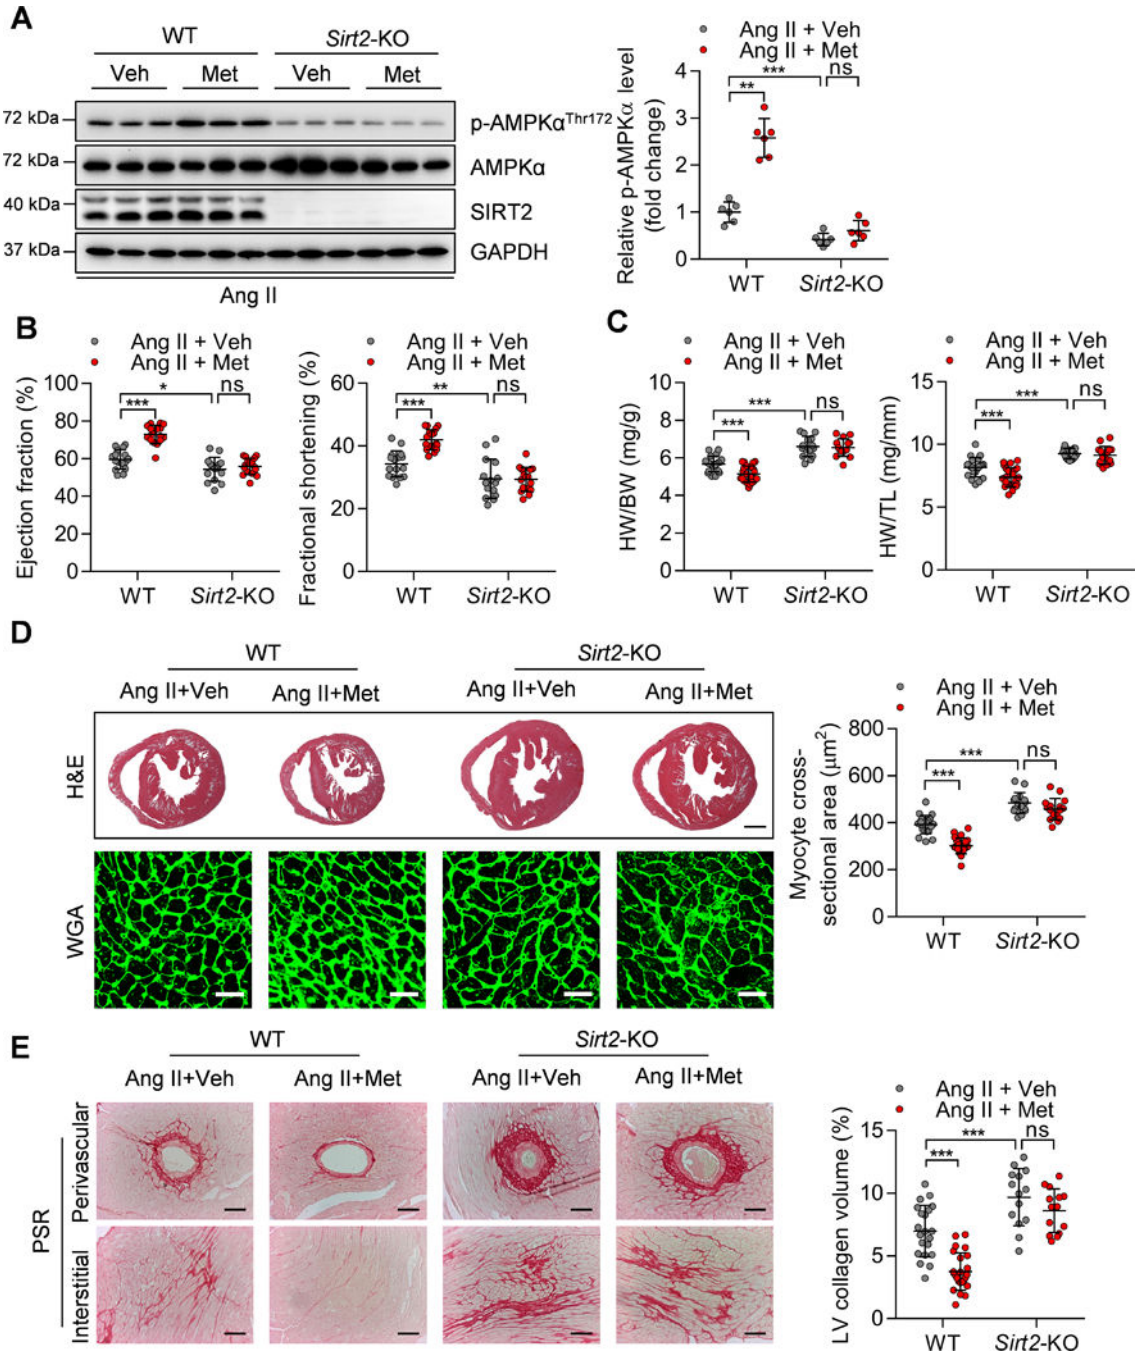 A
WT
Sirt2-KO
Veh
Met
Veh
Met
72 kDa
p-AMPKα^Thr172
72 kDa
AMPKα
40 kDa
SIRT2
37 kDa
GAPDH
Ang II
Ang II + Veh
Ang II + Met
Relative p-AMPKα level
(fold change)
4
3
2
1
0
***
ns
**
WT
Sirt2-KO
B
Ang II + Veh
Ang II + Met
Ejection fraction (%)
100
80
60
40
20
0
*
ns
***
WT
Sirt2-KO
Ang II + Veh
Ang II + Met
Fractional shortening (%)
60
40
20
0
**
ns
***
WT
Sirt2-KO
C
Ang II + Veh
Ang II + Met
HW/BW (mg/g)
10
8
6
4
2
0
***
ns
***
WT
Sirt2-KO
Ang II + Veh
Ang II + Met
HW/TL (mg/mm)
15
10
5
0
***
ns
***
WT
Sirt2-KO
D
WT
Sirt2-KO
Ang II+Veh
Ang II+Met
Ang II+Veh
Ang II+Met
H&E
WGA
Ang II + Veh
Ang II + Met
Myocyte cross-
sectional area (μm²)
800
600
400
200
0
***
ns
***
WT
Sirt2-KO
E
WT
Sirt2-KO
Ang II+Veh
Ang II+Met
Ang II+Veh
Ang II+Met
PSR
Perivascular
Interstitial
Ang II + Veh
Ang II + Met
LV collagen volume (%)
15
10
5
0
***
ns
***
WT
Sirt2-KO